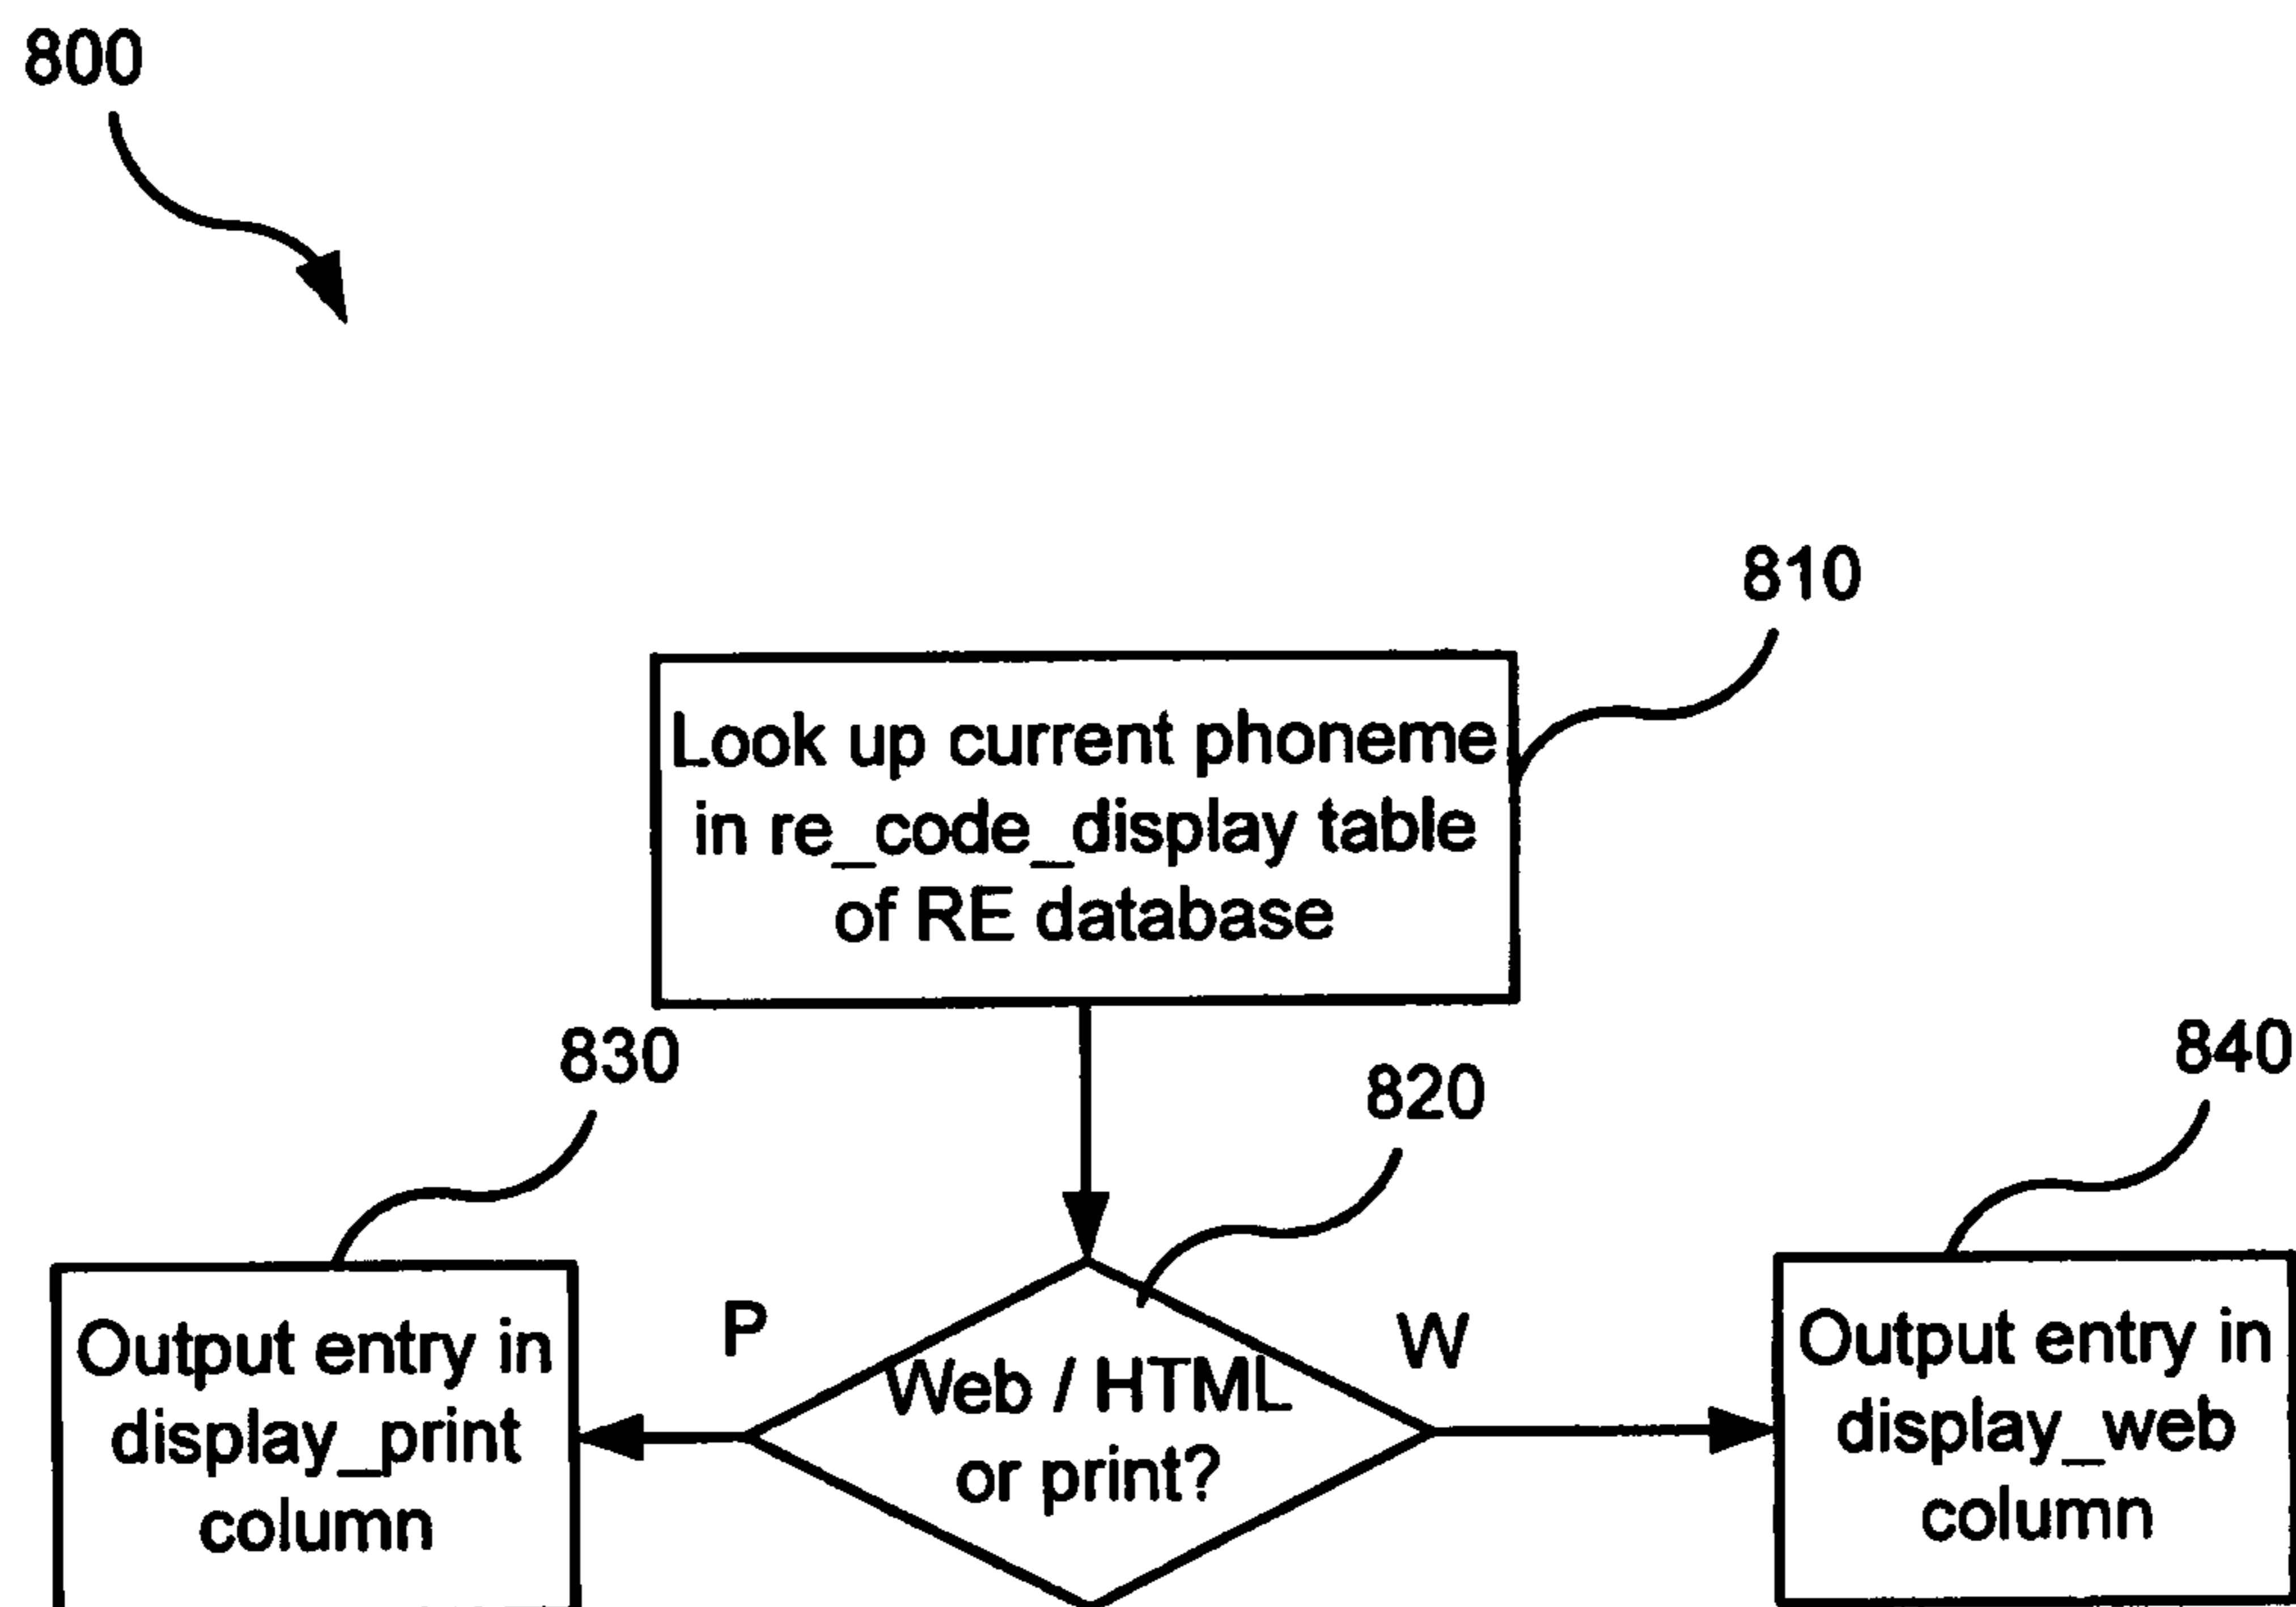 800
810
Look up current phoneme
in re_code_display table
of RE database
830
820
840
P
W
Output entry in
display_print
column
Web / HTML
or print?
Output entry in
display_web
column